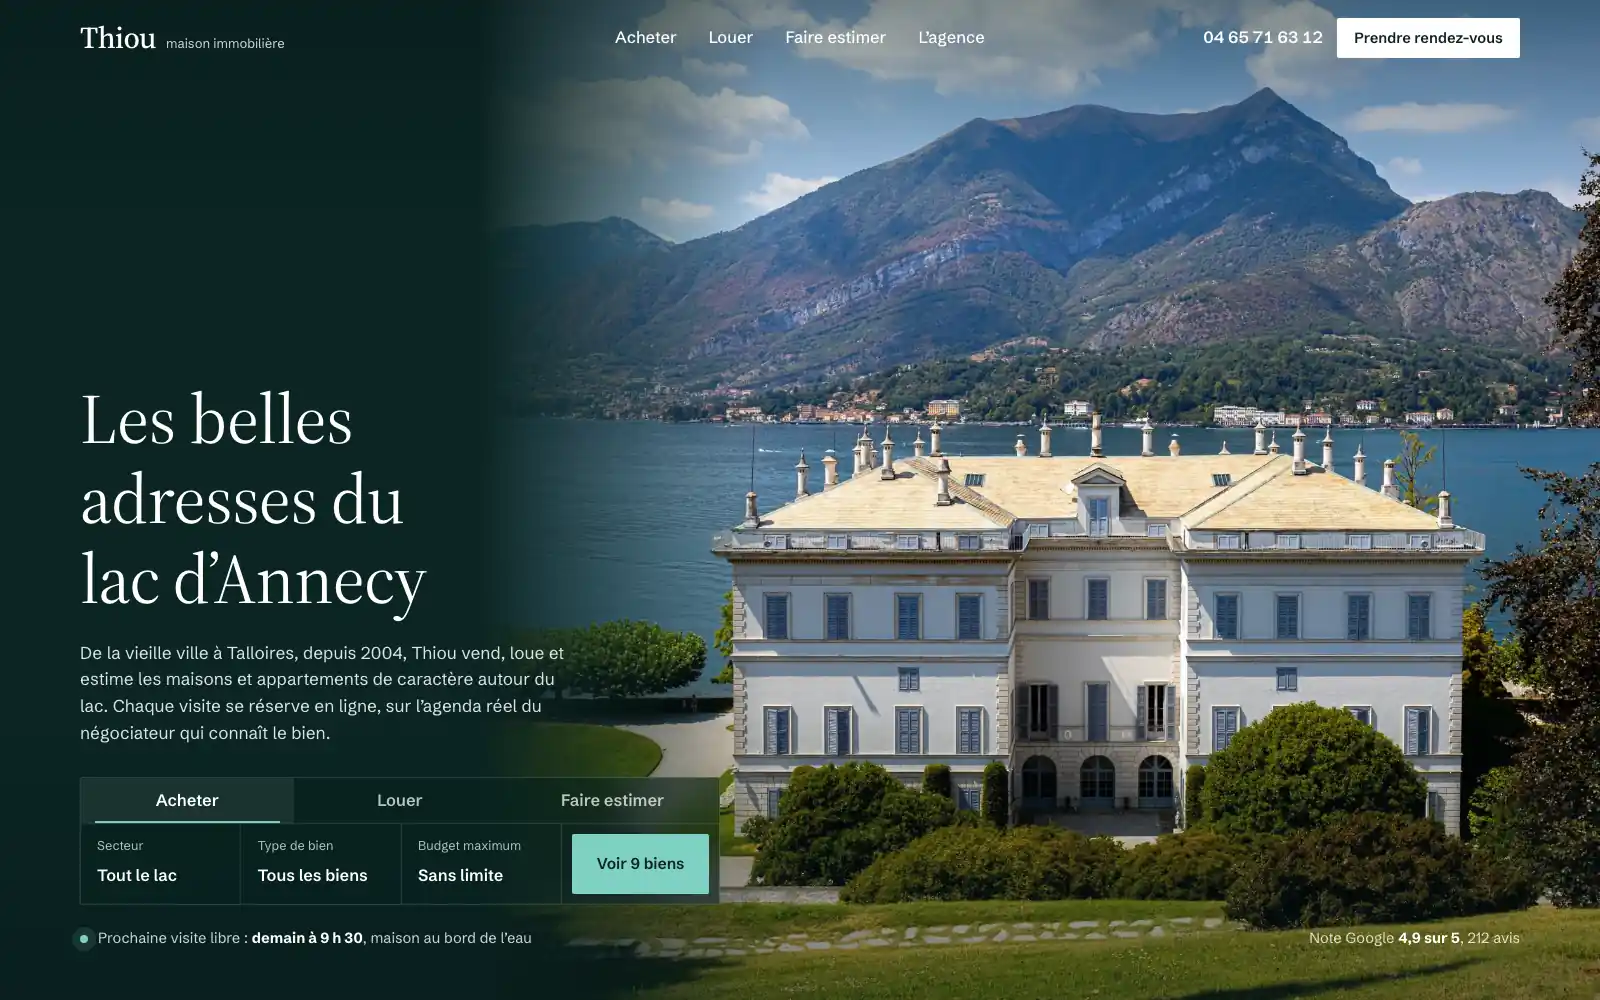 Thiou maison immobilière
Acheter Louer Faire estimer L’agence
04 65 71 63 12 Prendre rendez-vous
Les belles
adresses du
lac d’Annecy
De la vieille ville à Talloires, depuis 2004, Thiou vend, loue et
estime les maisons et appartements de caractère autour du
lac. Chaque visite se réserve en ligne, sur l’agenda réel du
négociateur qui connaît le bien.
Acheter Louer Faire estimer
Secteur Type de bien Budget maximum
Tout le lac Tous les biens Sans limite
Voir 9 biens
Prochaine visite libre : demain à 9 h 30, maison au bord de l’eau
Note Google 4,9 sur 5, 212 avis